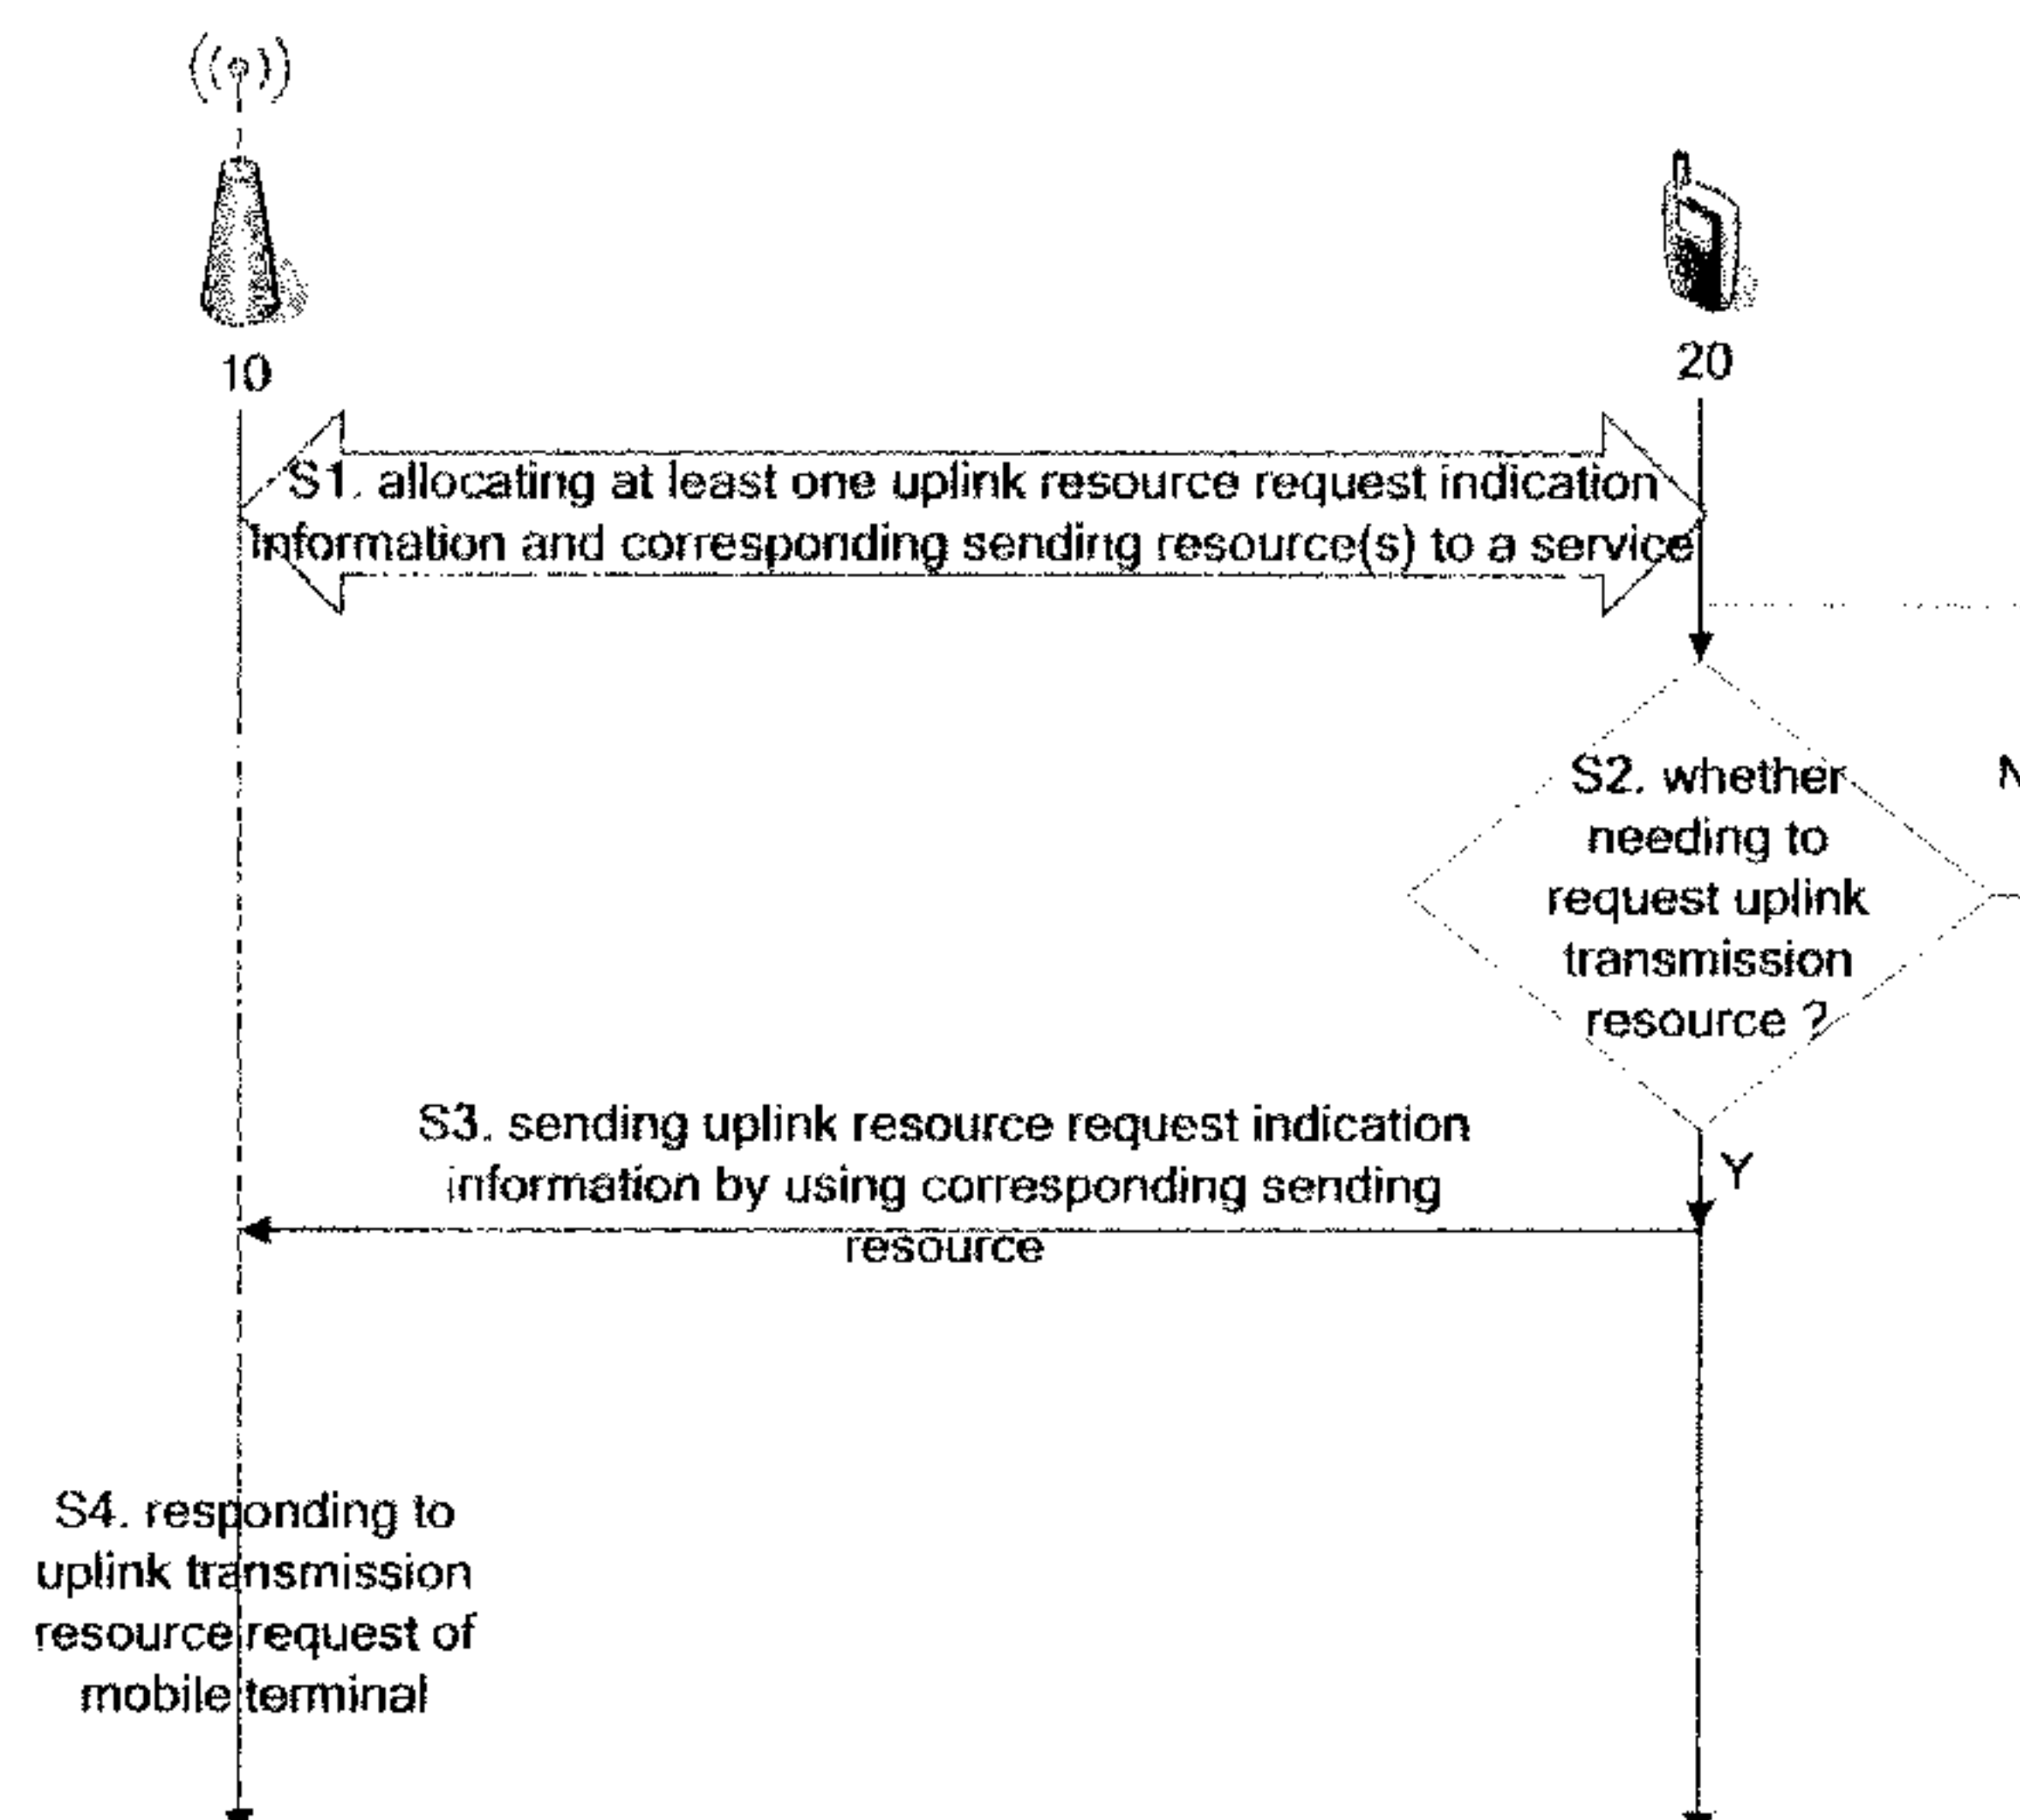 10
20
S1. allocating at least one uplink resource request indication
information and corresponding sending resource(s) to a service
S2. whether
needing to
request uplink
transmission
resource ?
N
Y
S3. sending uplink resource request indication
information by using corresponding sending
resource
S4. responding to
uplink transmission
resource request of
mobile terminal